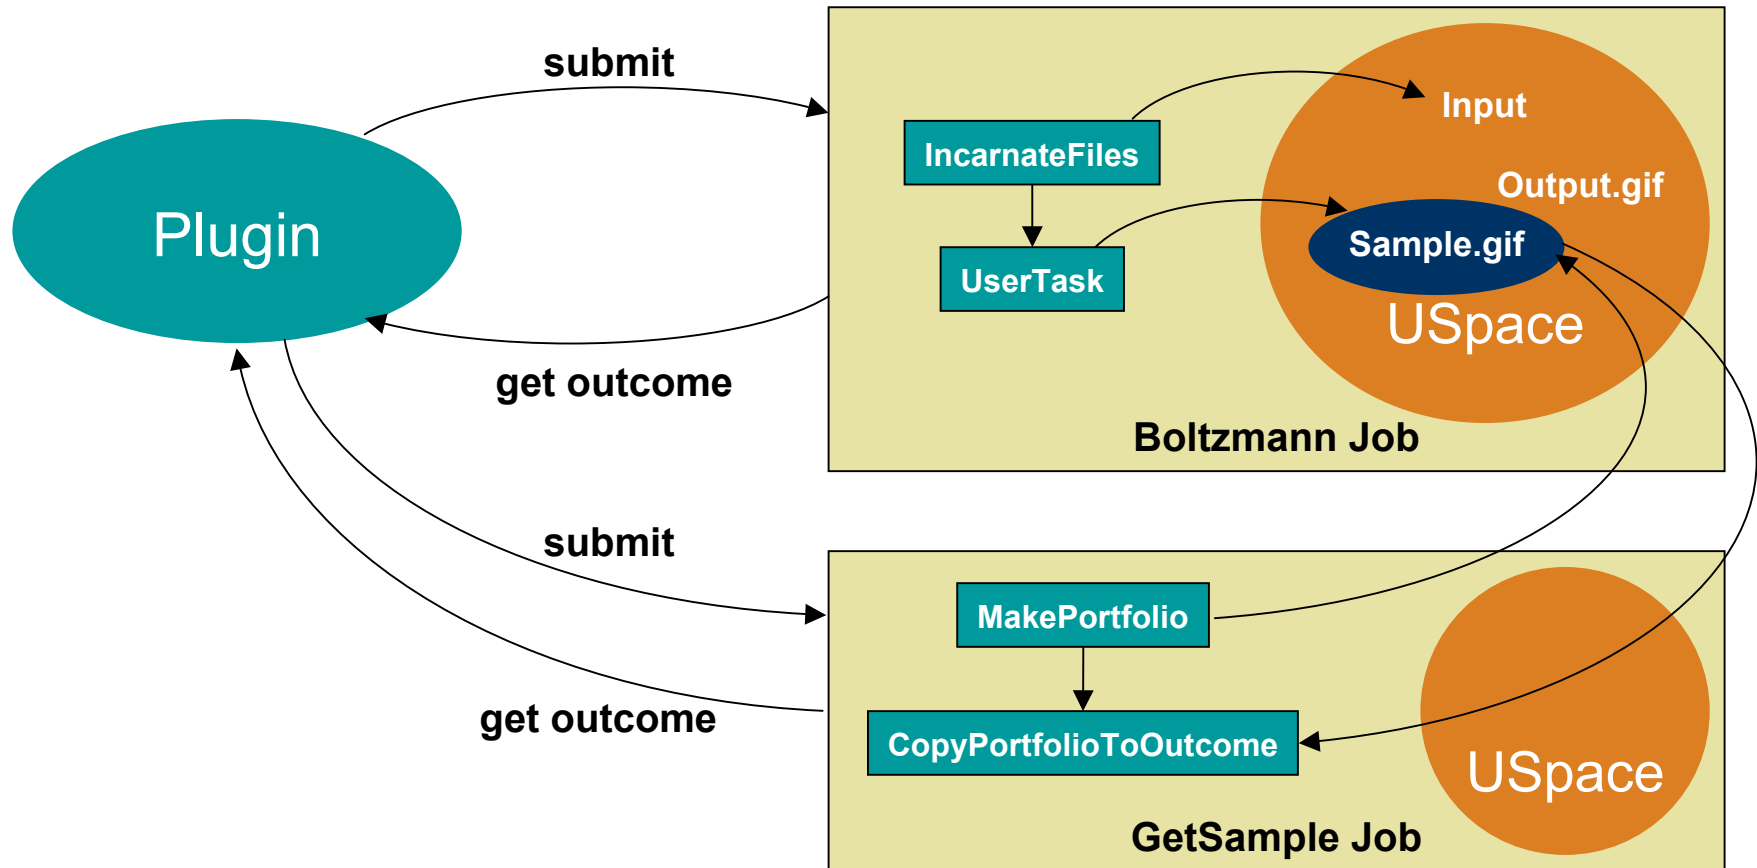 submit
Input
IncarnateFiles
Output.gif
Plugin
Sample.gif
UserTask
USpace
get outcome
Boltzmann Job
submit
MakePortfolio
get outcome
CopyPortfolioToOutcome
USpace
GetSample Job